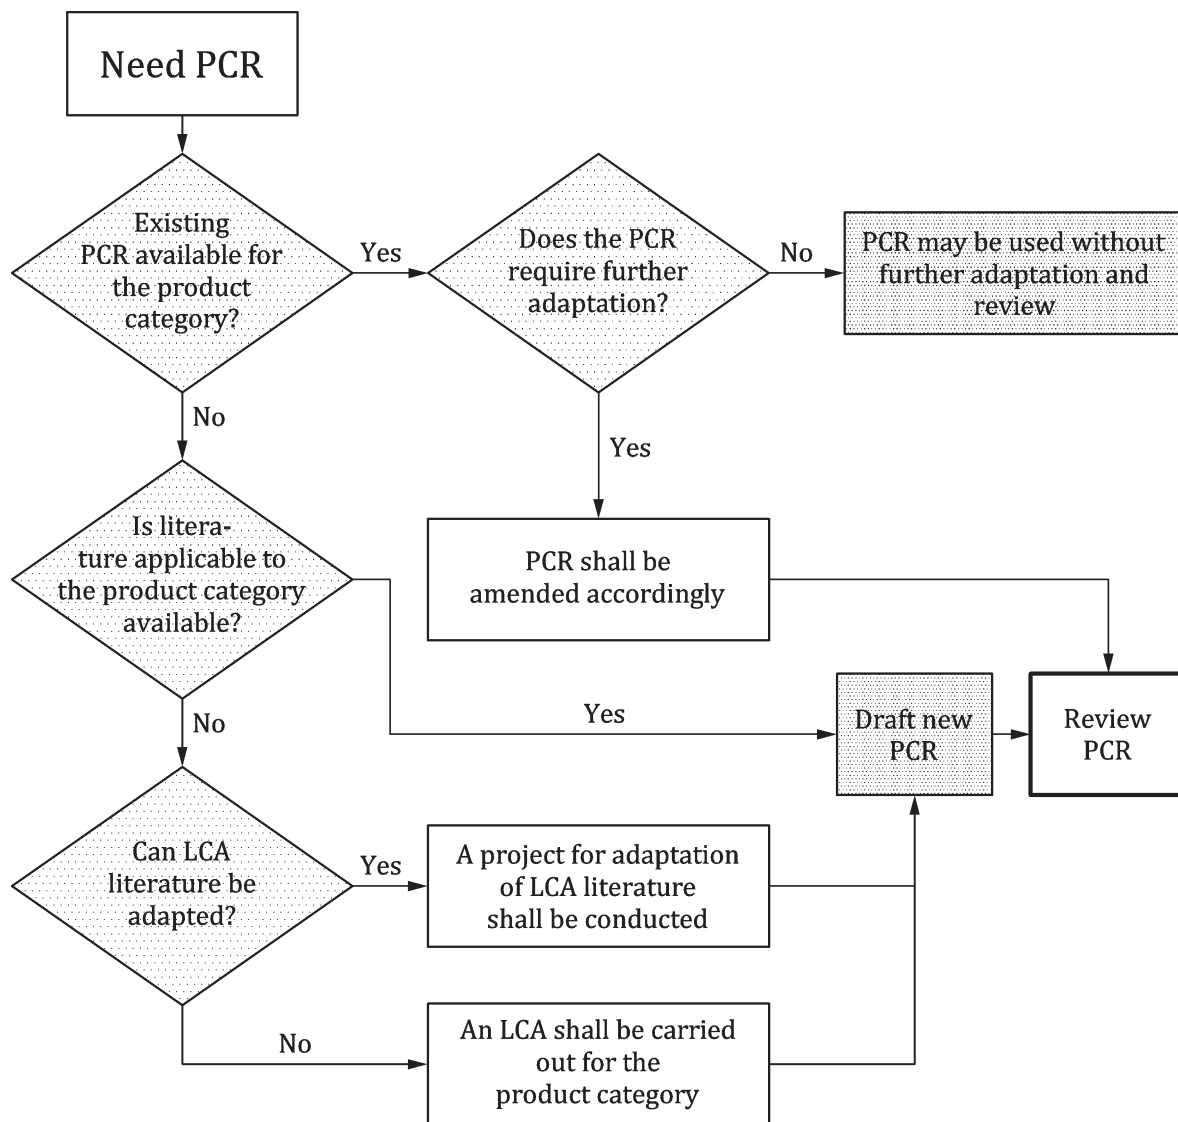 Need PCR
Existing
PCR available for
the product
category?
Yes
Does the PCR
require further
adaptation?
No
PCR may be used without
further adaptation and
review
No
Yes
Is litera-
ture applicable to
the product category
available?
PCR shall be
amended accordingly
Yes
Draft new
PCR
Review
PCR
No
Can LCA
literature be
adapted?
Yes
A project for adaptation
of LCA literature
shall be conducted
No
An LCA shall be carried
out for the
product category